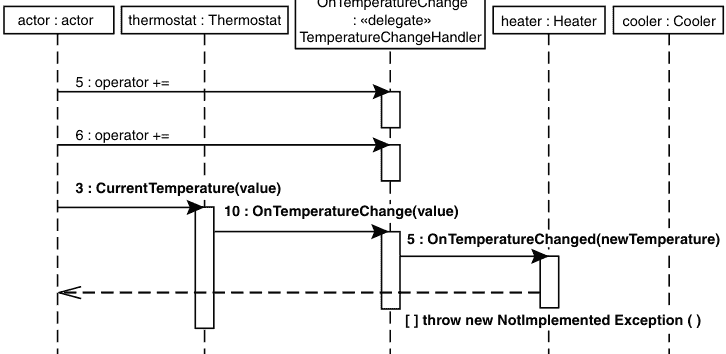 actor : actor
thermostat : Thermostat
OnTemperatureChange
: «delegate»
TemperatureChangeHandler
heater : Heater
cooler : Cooler
5 : operator +=
6 : operator +=
3 : CurrentTemperature(value)
10 : OnTemperatureChange(value)
5 : OnTemperatureChanged(newTemperature)
[ ] throw new NotImplemented Exception ( )